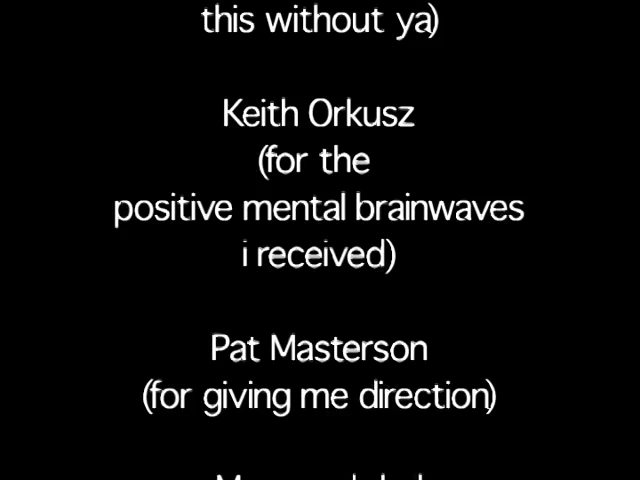 this without ya)
Keith Orkusz
(for the
positive mental brainwaves
i received)
Pat Masterson
(for giving me direction)